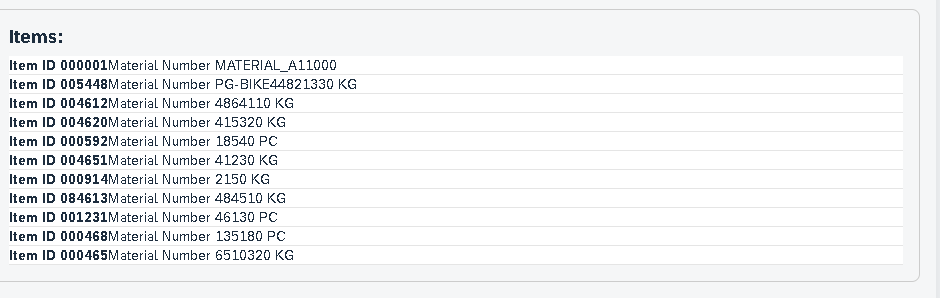 Items:
Item ID 000001Material Number MATERIAL_A11000
Item ID 005448Material Number PG-BIKE44821330 KG
Item ID 004612Material Number 4864110 KG
Item ID 004620Material Number 415320 KG
Item ID 000592Material Number 18540 PC
Item ID 004651Material Number 41230 KG
Item ID 000914Material Number 2150 KG
Item ID 084613Material Number 484510 KG
Item ID 001231Material Number 46130 PC
Item ID 000468Material Number 135180 PC
Item ID 000465Material Number 6510320 KG